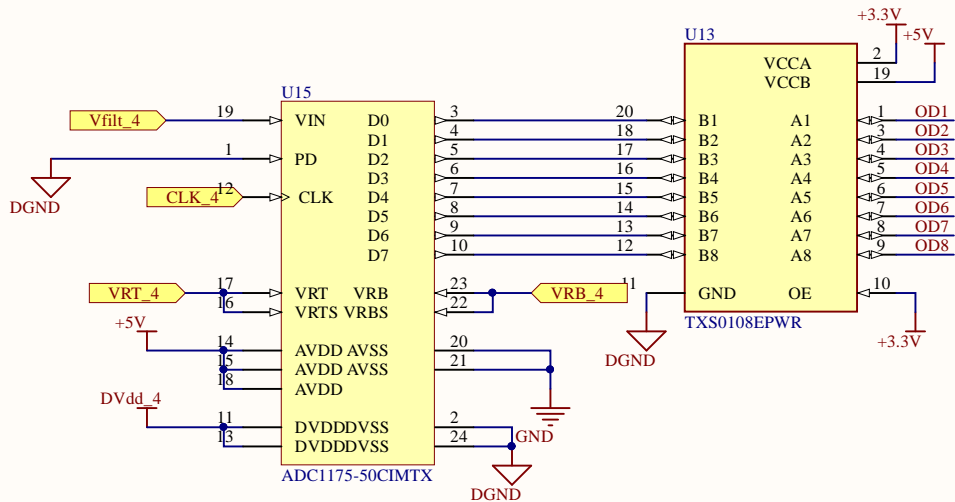 +3.3V
U13
+5V
VCCA 2
VCCB 19
U15
Vfilt_4 19 VIN D0 3 20 B1 A1 1 OD1
D1 4 18 B2 A2 3 OD2
1 PD D2 5 17 B3 A3 4 OD3
D3 6 16 B4 A4 5 OD4
CLK_4 12 CLK D4 7 15 B5 A5 6 OD5
DGND
D5 8 14 B6 A6 7 OD6
D6 9 13 B7 A7 8 OD7
D7 10 12 B8 A8 9 OD8
VRT_4 17 VRT VRB 23 VRB_4 11 GND OE 10
16 VRTS VRBS 22
TXS0108EPWR
+5V
+3.3V
14 AVDD AVSS 20
DGND
15 AVDD AVSS 21
18 AVDD
DVdd_4
11 DVDD DVSS 2
GND
13 DVDD DVSS 24
ADC1175-50CIMTX
DGND